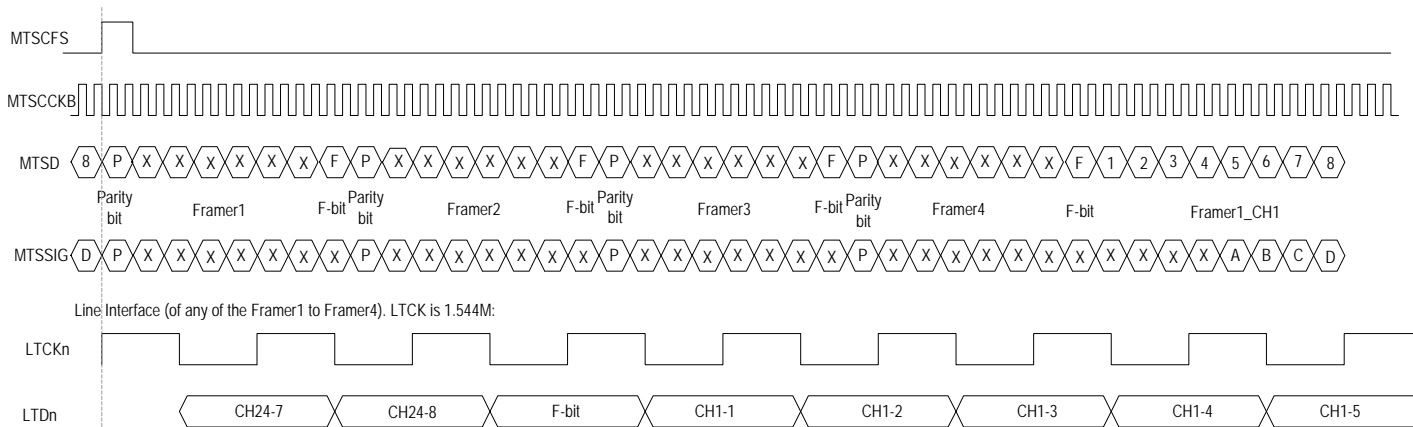 MTSCFS
MTSCCKB
MTSD 8 P X X X X X X F P X X X X X X F P X X X X X X F P X X X X X X F 1 2 3 4 5 6 7 8
Parity bit Framer1 F-bit Parity bit Framer2 F-bit Parity bit Framer3 F-bit Parity bit Framer4 F-bit Framer1_CH1
MTSSIG D P X X X X X X X P X X X X X X X P X X X X X X X P X X X X X X X X X X X A B C D
Line Interface (of any of the Framer1 to Framer4). LTCK is 1.544M:
LTCKn
LTDn CH24-7 CH24-8 F-bit CH1-1 CH1-2 CH1-3 CH1-4 CH1-5